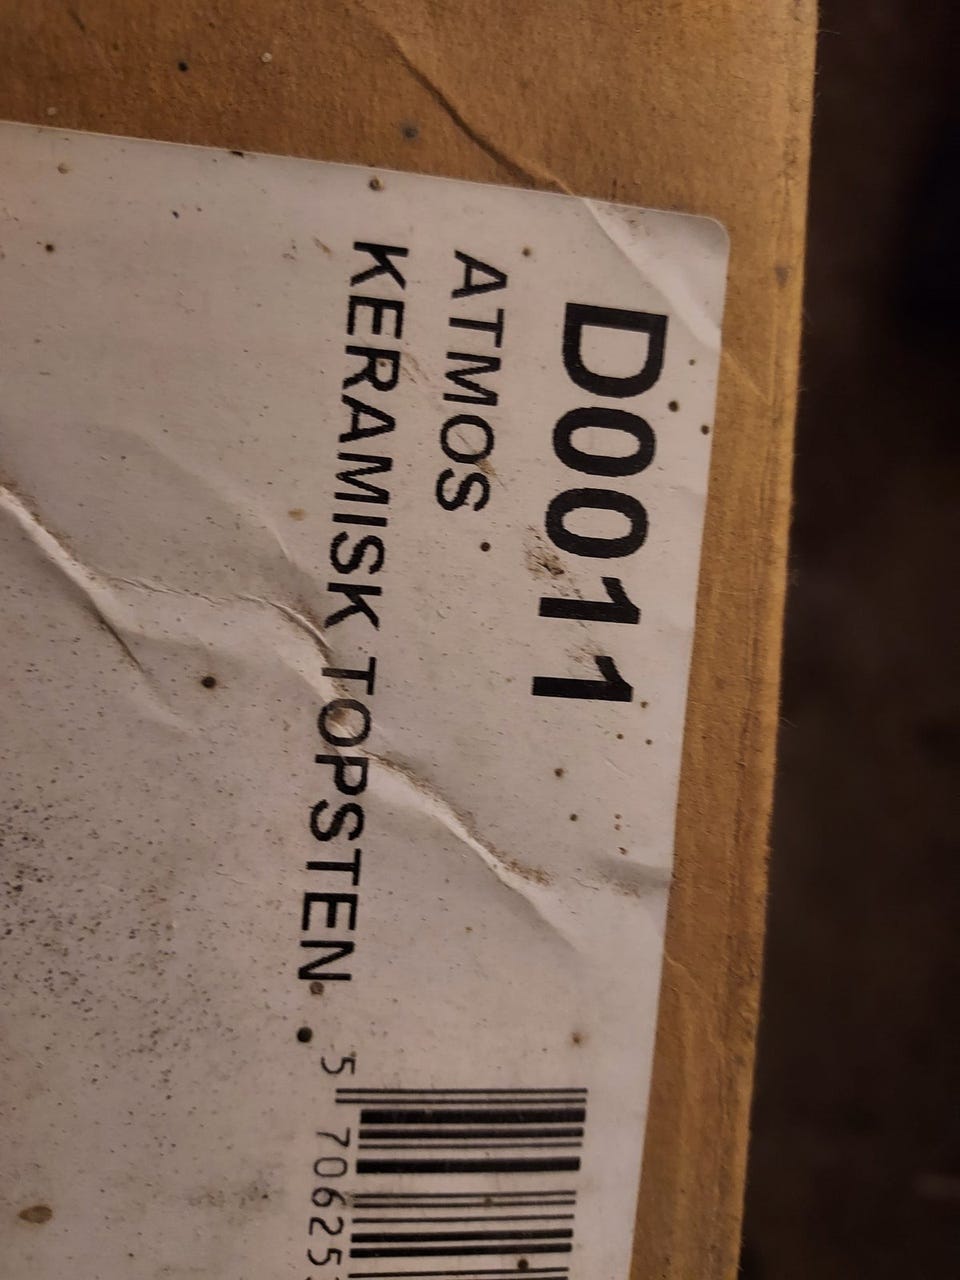 D0011
ATMOS
KERAMISK TOPSTEN
5 70625